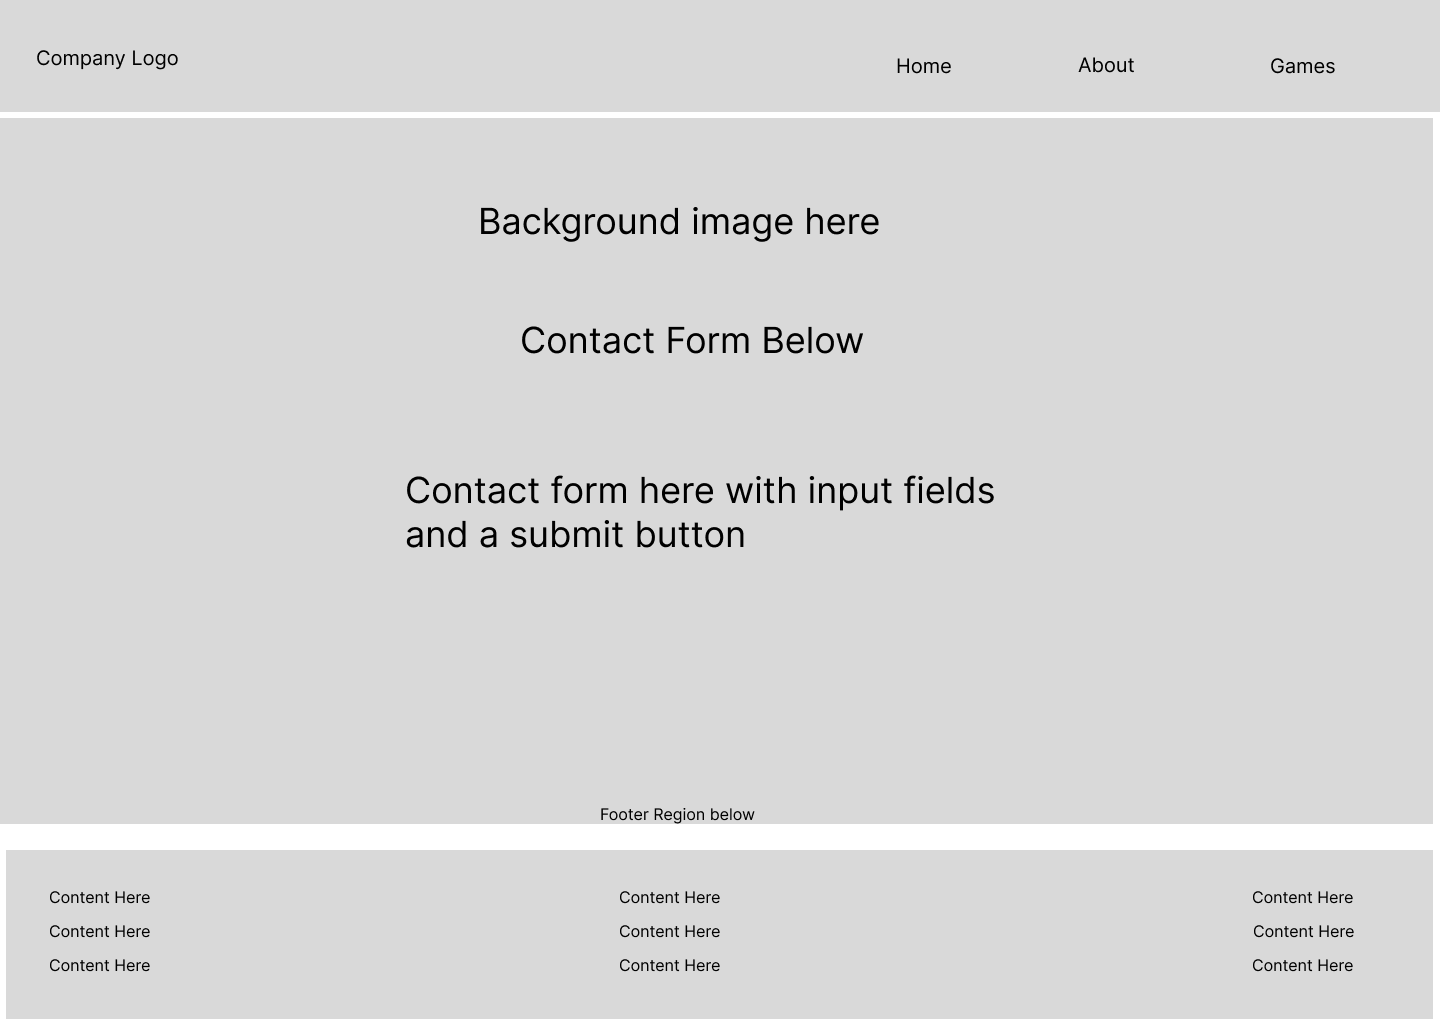 Company Logo
Home
About
Games
Background image here
Contact Form Below
Contact form here with input fields
and a submit button
Footer Region below
Content Here
Content Here
Content Here
Content Here
Content Here
Content Here
Content Here
Content Here
Content Here